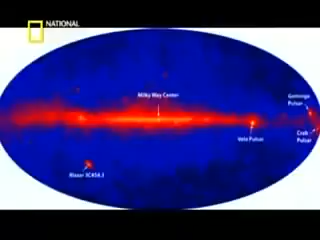 NATIONAL
Milky Way Center
Geminga
Pulsar
Crab
Pulsar
Vela Pulsar
Blazar 3C454.3